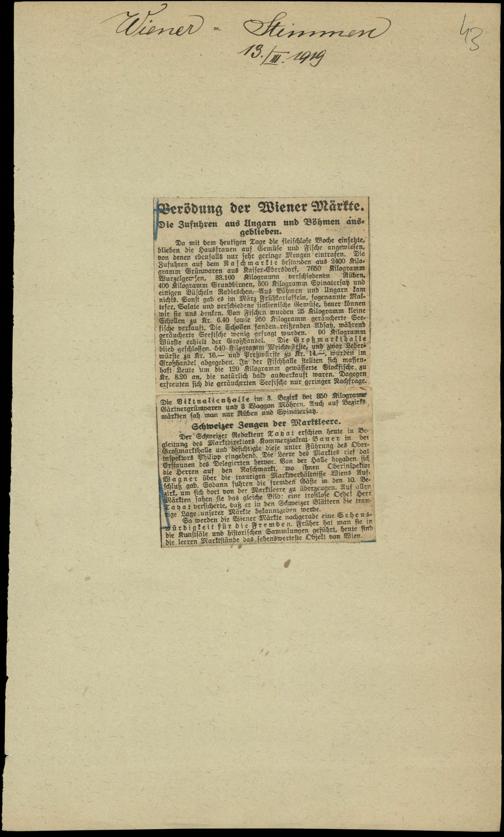 Wiener - Stimmen
13./III. 1919
43
Verödung der Wiener Märkte.
Die Zufuhren aus Ungarn und Böhmen aus-
geblieben.
Da mit dem heutigen Tage die fleischlose Woche einsetzte,
blieben die Hausfrauen auf Gemüse und Fische angewiesen,
von denen ebenfalls nur sehr geringe Mengen eintrafen. Die
Zufuhren auf dem Naschmarkte bestanden aus 2400 Kilo-
gramm Grünwaren aus Kaiser-Ebersdorf, 7650 Kilogramm
Wurzelgemüsen, 33.100 Kilogramm verschiedenen Rüben,
400 Kilogramm Grundbirnen, 500 Kilogramm Spinatersatz und
einigen Büscheln Radieschen. Aus Böhmen und Ungarn kam
nichts. Sonst gab es im März Frühkartoffeln, sogenannte Mal-
teser, Salate und verschiedene italienische Gemüse, heuer können
wir sie uns denken. Von Fischen wurden 25 Kilogramm kleine
Schollen zu Kr. 6.40 sowie 260 Kilogramm geräucherte See-
fische verkauft. Die Schollen fanden reißenden Absatz, während
geräucherte Seefische wenig gefragt wurden. 90 Kilogramm
Würste erhielt der Großhandel. Die Großmarkthalle
blieb geschlossen. 540 Kilogramm Weichwürste, und zwar Leber-
würste zu Kr. 16.— und Preßwürste zu Kr. 14.—, wurden im
Großhandel abgegeben. In der Fischhalle stellten sich massen-
haft Leute um die 120 Kilogramm gewässerte Stockfische, zu
Kr. 8.20 an, die natürlich bald ausverkauft waren. Dagegen
erfreuten sich die geräucherten Seefische nur geringer Nachfrage.
Die Viktualienhalle im 3. Bezirk bot 850 Kilogramm
Gärtnergrünwaren und 3 Waggon Möhren. Auch auf Bezirks-
märkten sah man nur Rüben und Spinatersatz.
Schweizer Zeugen der Marktleere.
Der Schweizer Redakteur Tayat erschien heute in Be-
gleitung des Marktdirektors Kommerzialrat Bauer in der
Großmarkthalle und besichtigte diese unter Führung des Ober-
inspektors Philipp eingehend. Die Leere des Marktes rief das
Erstaunen des Delegierten hervor. Von der Halle begaben sich
die Herren auf den Naschmarkt, wo ihnen Oberinspektor
Wagner über die traurigen Marktverhältnisse Wiens Auf-
schluß gab. Sodann fuhren die fremden Gäste in den 10. Be-
zirk, um sich dort von der Marktleere zu überzeugen. Auf allen
Märkten sahen sie das gleiche Bild: eine trostlose Oede! Herr
Tayat versicherte, daß er in den Schweizer Blättern die trau-
rige Lage unserer Märkte bekanntgeben werde.
So werden die Wiener Märkte nachgerade eine Sehens-
würdigkeit für die Fremden. Früher hat man sie in
die Kunstsäle und historischen Sammlungen geführt, heute sind
die leeren Marktstände das sehenswerteste Objekt von Wien.